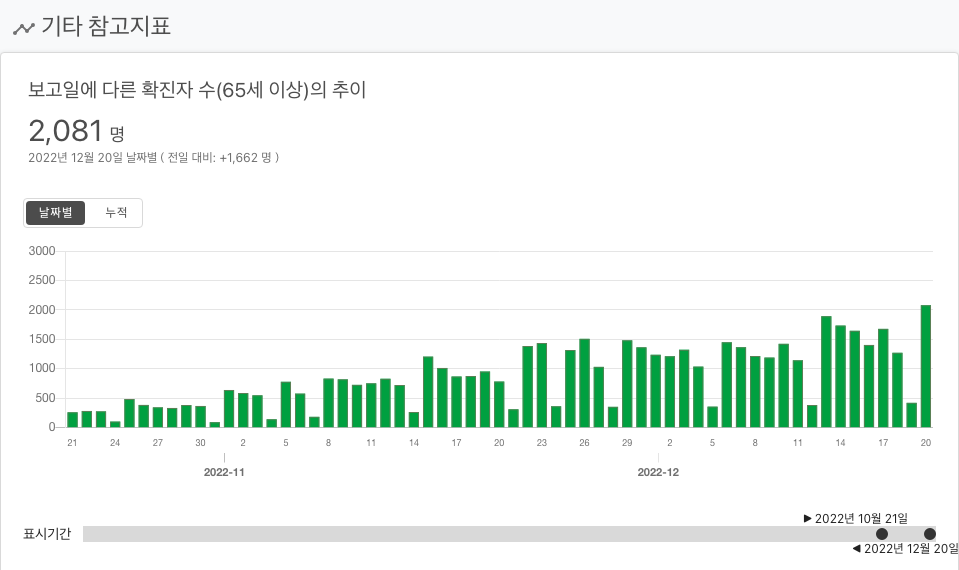 기타 참고지표
보고일에 다른 확진자 수(65세 이상)의 추이
2,081 명
2022년 12월 20일 날짜별 ( 전일 대비: +1,662 명 )
날짜별 누적
3000
2500
2000
1500
1000
500
0
21 24 27 30 2 5 8 11 14 17 20 23 26 29 2 5 8 11 14 17 20
2022-11 2022-12
▶ 2022년 10월 21일
표시기간
◀ 2022년 12월 20일